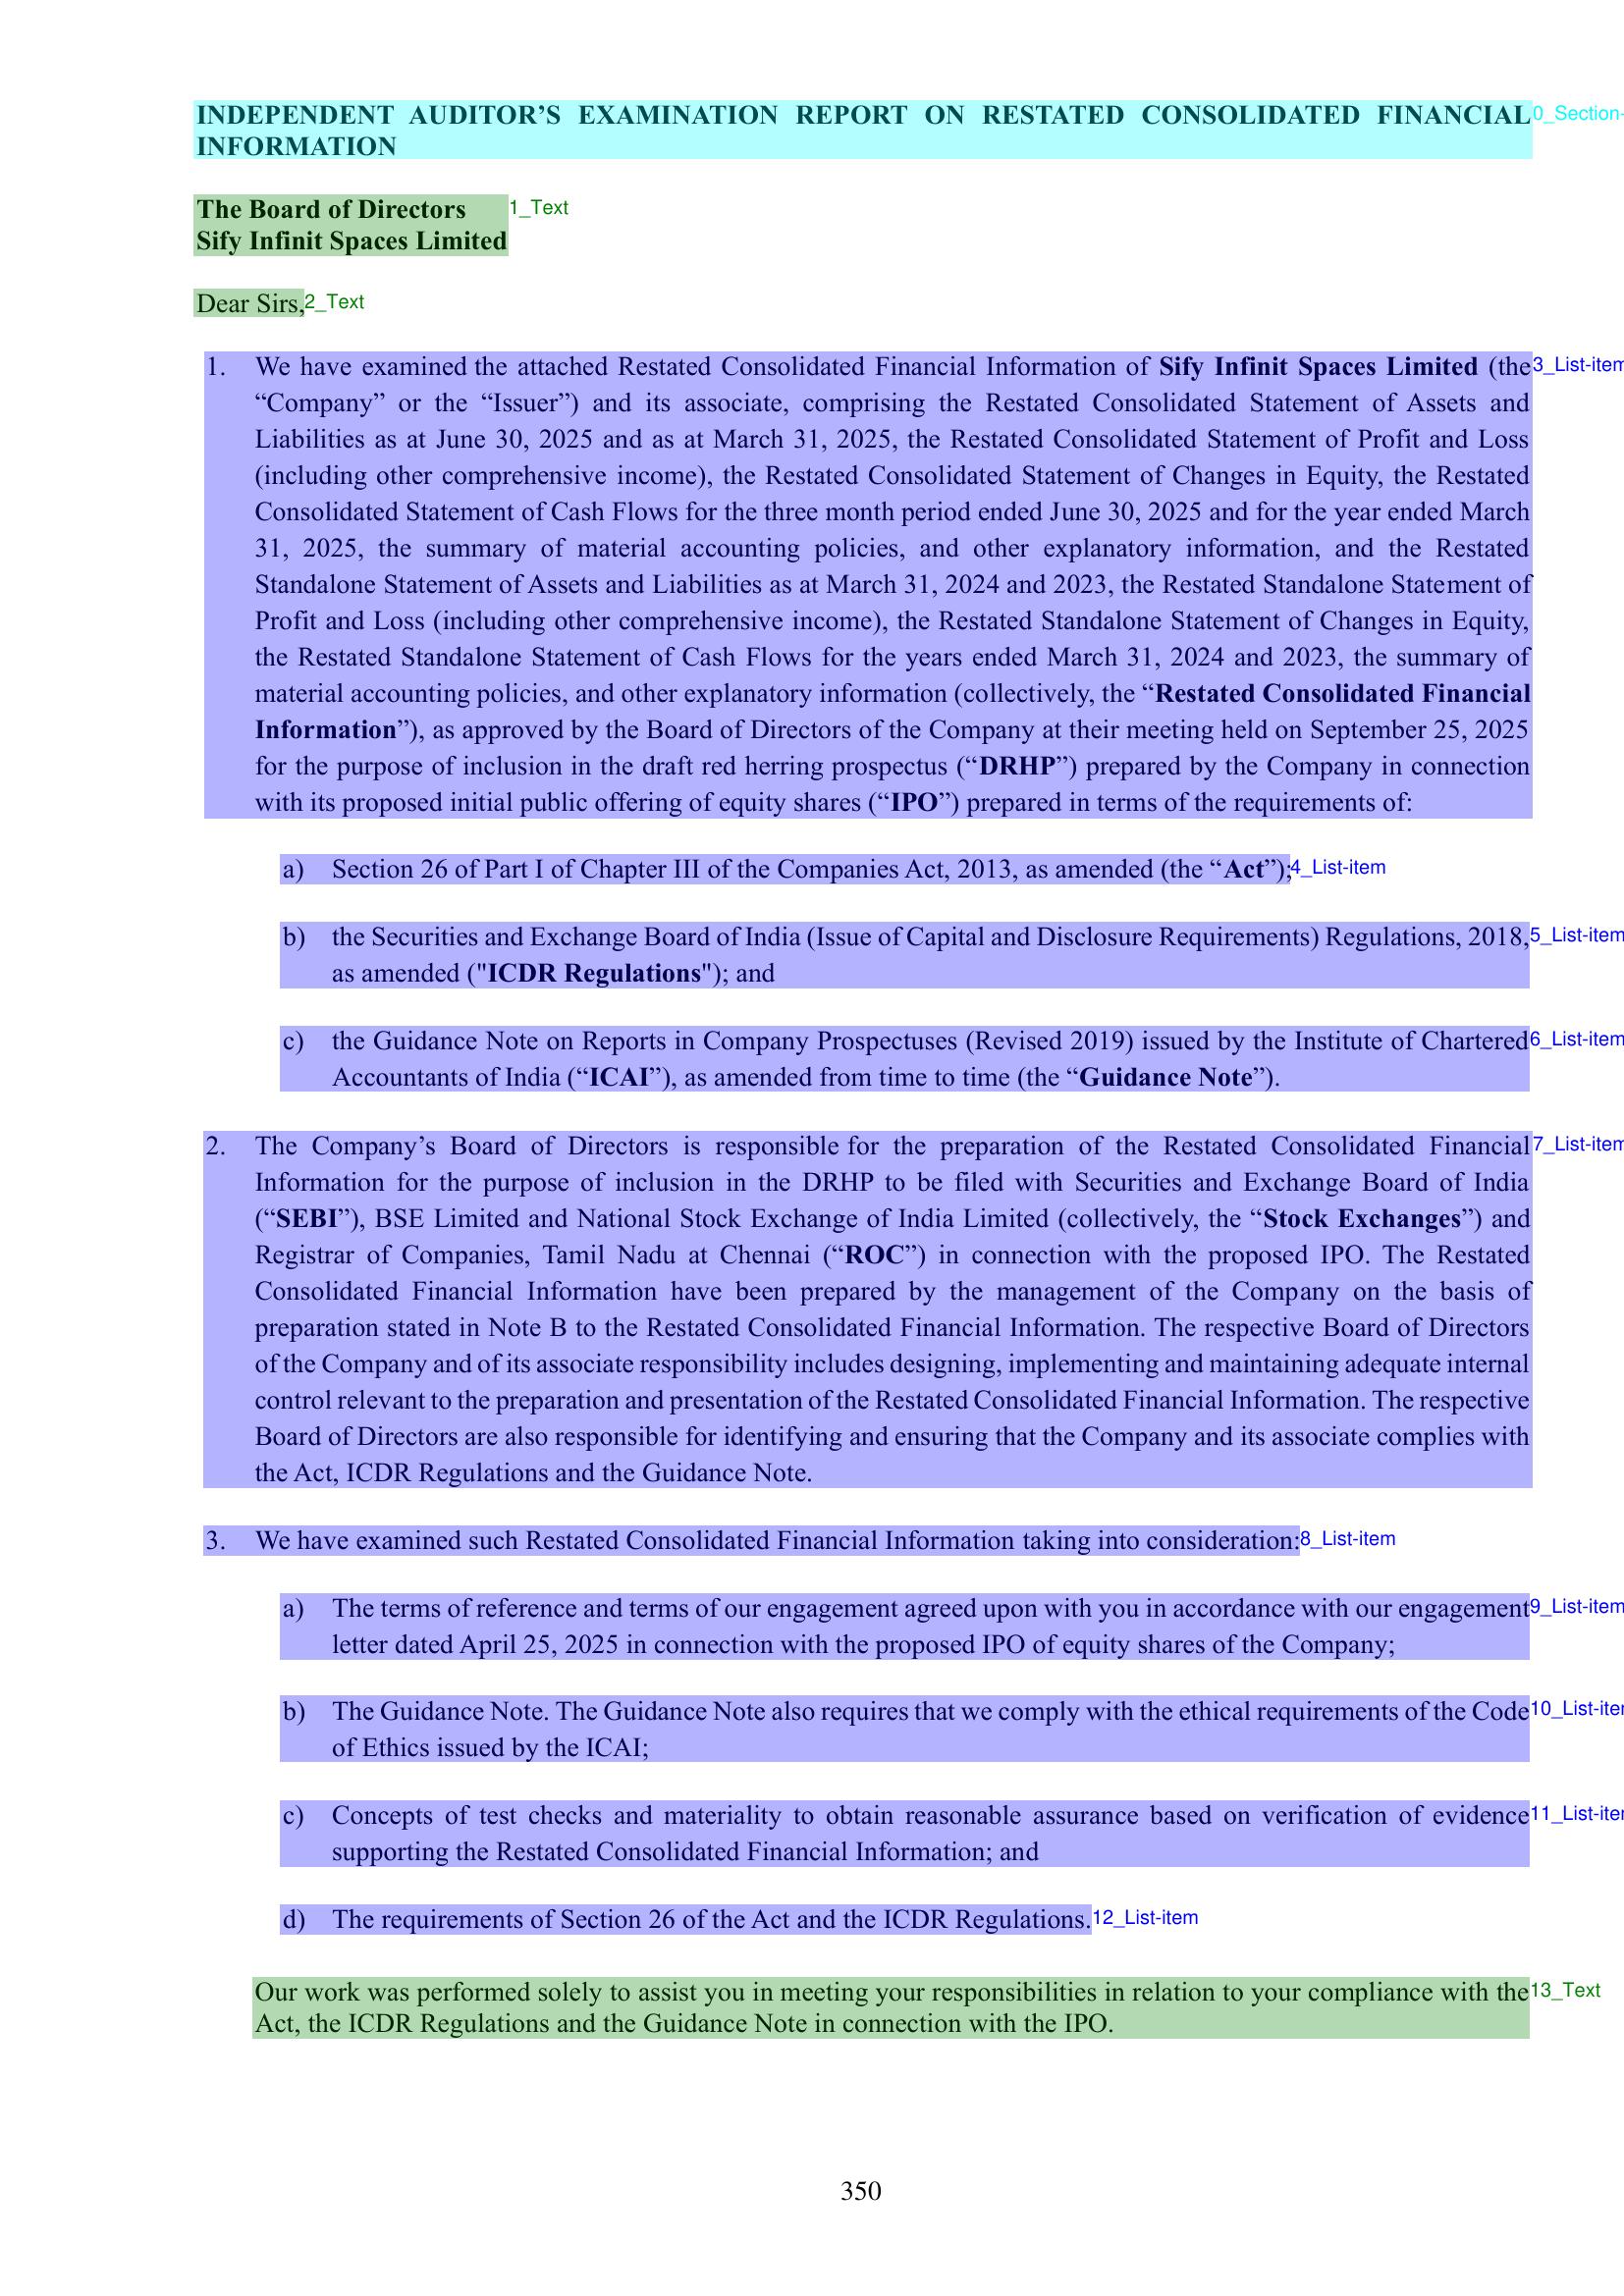 INDEPENDENT AUDITOR’S EXAMINATION REPORT ON RESTATED CONSOLIDATED FINANCIAL 0_Section-
INFORMATION
The Board of Directors 1_Text
Sify Infinit Spaces Limited
Dear Sirs, 2_Text
1. We have examined the attached Restated Consolidated Financial Information of Sify Infinit Spaces Limited (the 3_List-item
“Company” or the “Issuer”) and its associate, comprising the Restated Consolidated Statement of Assets and
Liabilities as at June 30, 2025 and as at March 31, 2025, the Restated Consolidated Statement of Profit and Loss
(including other comprehensive income), the Restated Consolidated Statement of Changes in Equity, the Restated
Consolidated Statement of Cash Flows for the three month period ended June 30, 2025 and for the year ended March
31, 2025, the summary of material accounting policies, and other explanatory information, and the Restated
Standalone Statement of Assets and Liabilities as at March 31, 2024 and 2023, the Restated Standalone Statement of
Profit and Loss (including other comprehensive income), the Restated Standalone Statement of Changes in Equity,
the Restated Standalone Statement of Cash Flows for the years ended March 31, 2024 and 2023, the summary of
material accounting policies, and other explanatory information (collectively, the “Restated Consolidated Financial
Information”), as approved by the Board of Directors of the Company at their meeting held on September 25, 2025
for the purpose of inclusion in the draft red herring prospectus (“DRHP”) prepared by the Company in connection
with its proposed initial public offering of equity shares (“IPO”) prepared in terms of the requirements of:
a) Section 26 of Part I of Chapter III of the Companies Act, 2013, as amended (the “Act”); 4_List-item
b) the Securities and Exchange Board of India (Issue of Capital and Disclosure Requirements) Regulations, 2018, 5_List-item
as amended ("ICDR Regulations"); and
c) the Guidance Note on Reports in Company Prospectuses (Revised 2019) issued by the Institute of Chartered 6_List-item
Accountants of India (“ICAI”), as amended from time to time (the “Guidance Note”).
2. The Company’s Board of Directors is responsible for the preparation of the Restated Consolidated Financial 7_List-item
Information for the purpose of inclusion in the DRHP to be filed with Securities and Exchange Board of India
(“SEBI”), BSE Limited and National Stock Exchange of India Limited (collectively, the “Stock Exchanges”) and
Registrar of Companies, Tamil Nadu at Chennai (“ROC”) in connection with the proposed IPO. The Restated
Consolidated Financial Information have been prepared by the management of the Company on the basis of
preparation stated in Note B to the Restated Consolidated Financial Information. The respective Board of Directors
of the Company and of its associate responsibility includes designing, implementing and maintaining adequate internal
control relevant to the preparation and presentation of the Restated Consolidated Financial Information. The respective
Board of Directors are also responsible for identifying and ensuring that the Company and its associate complies with
the Act, ICDR Regulations and the Guidance Note.
3. We have examined such Restated Consolidated Financial Information taking into consideration: 8_List-item
a) The terms of reference and terms of our engagement agreed upon with you in accordance with our engagement 9_List-item
letter dated April 25, 2025 in connection with the proposed IPO of equity shares of the Company;
b) The Guidance Note. The Guidance Note also requires that we comply with the ethical requirements of the Code 10_List-iter
of Ethics issued by the ICAI;
c) Concepts of test checks and materiality to obtain reasonable assurance based on verification of evidence 11_List-iter
supporting the Restated Consolidated Financial Information; and
d) The requirements of Section 26 of the Act and the ICDR Regulations. 12_List-item
Our work was performed solely to assist you in meeting your responsibilities in relation to your compliance with the 13_Text
Act, the ICDR Regulations and the Guidance Note in connection with the IPO.
350